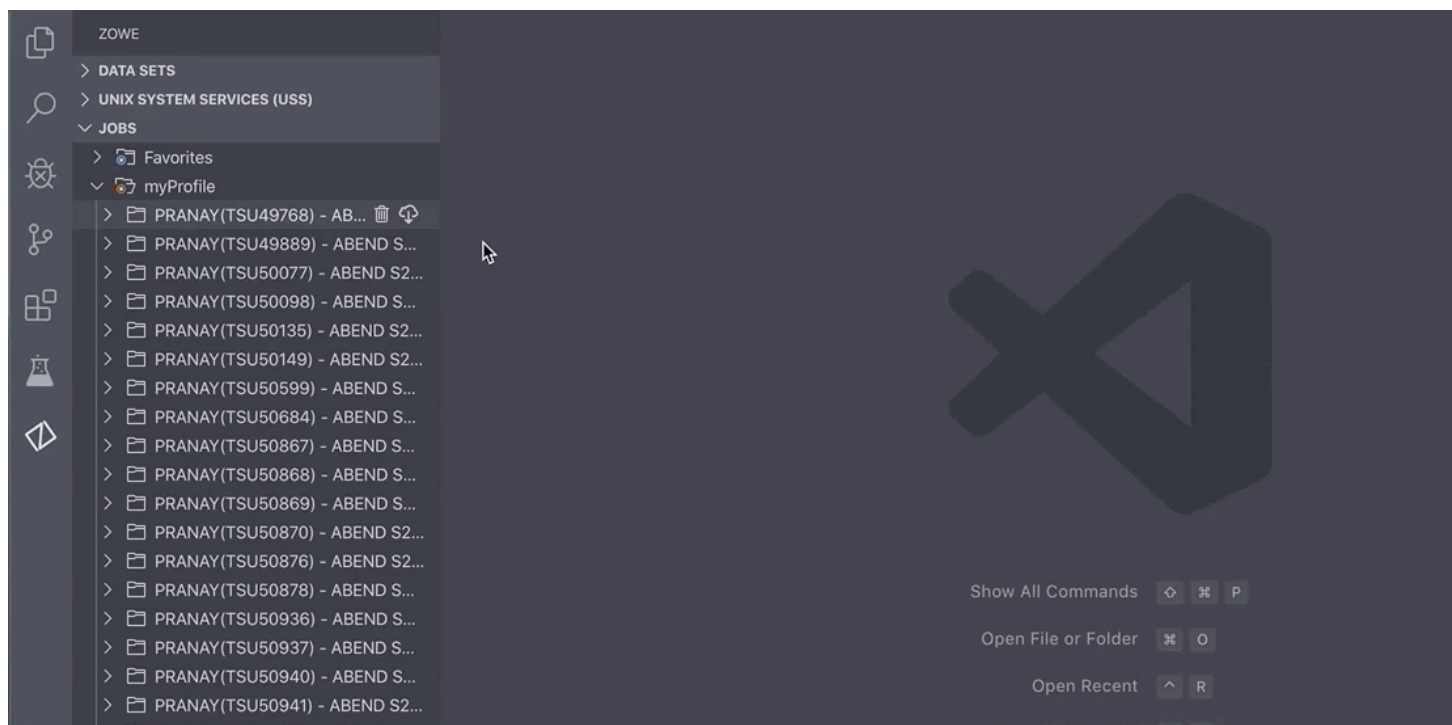 ZOWE
DATA SETS
UNIX SYSTEM SERVICES (USS)
JOBS
Favorites
myProfile
PRANAY(TSU49768) - AB...
PRANAY(TSU49889) - ABEND S...
PRANAY(TSU50077) - ABEND S2...
PRANAY(TSU50098) - ABEND S...
PRANAY(TSU50135) - ABEND S2...
PRANAY(TSU50149) - ABEND S2...
PRANAY(TSU50599) - ABEND S...
PRANAY(TSU50684) - ABEND S...
PRANAY(TSU50867) - ABEND S...
PRANAY(TSU50868) - ABEND S...
PRANAY(TSU50869) - ABEND S...
PRANAY(TSU50870) - ABEND S2...
PRANAY(TSU50876) - ABEND S2...
PRANAY(TSU50878) - ABEND S...
PRANAY(TSU50936) - ABEND S...
PRANAY(TSU50937) - ABEND S...
PRANAY(TSU50940) - ABEND S...
PRANAY(TSU50941) - ABEND S2...
Show All Commands ⇧ ⌘ P
Open File or Folder ⌘ O
Open Recent ^ R